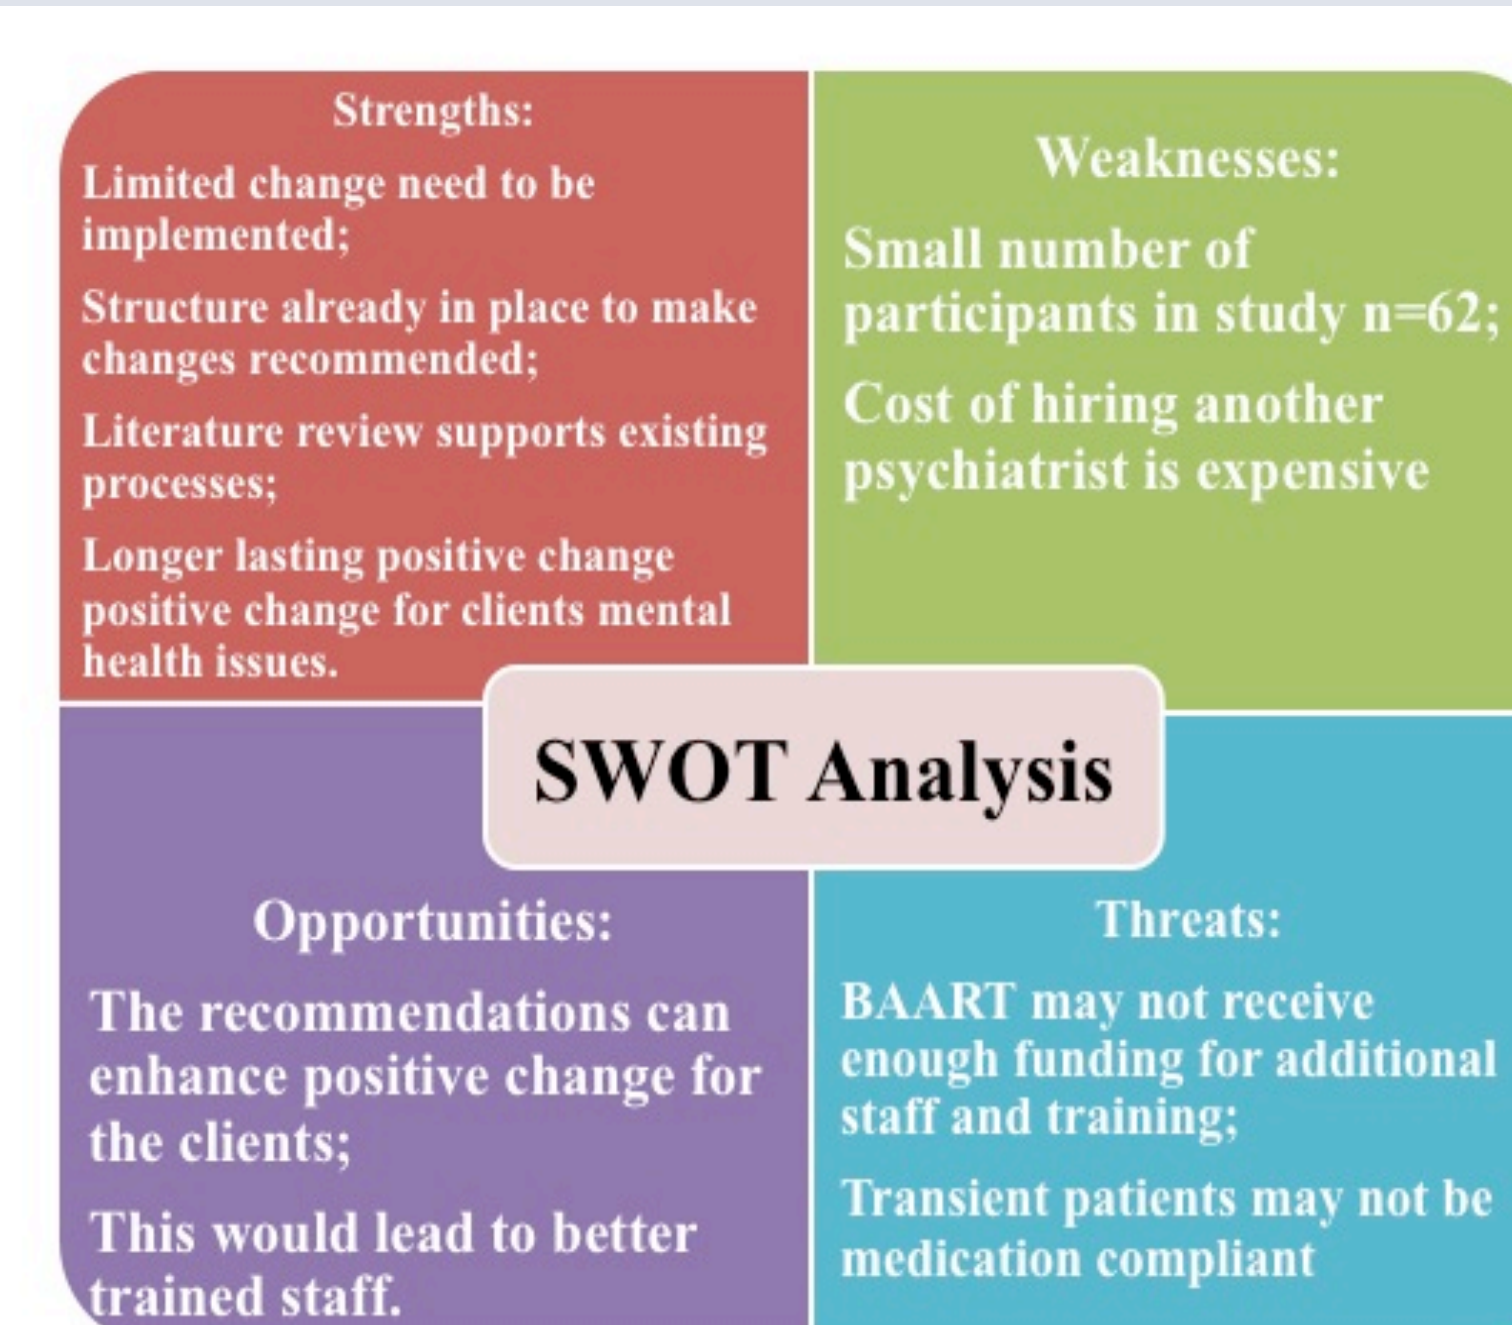 Strengths:
Limited change need to be
implemented;
Structure already in place to make
changes recommended;
Literature review supports existing
processes;
Longer lasting positive change
positive change for clients mental
health issues.
Weaknesses:
Small number of
participants in study n=62;
Cost of hiring another
psychiatrist is expensive
SWOT Analysis
Opportunities:
The recommendations can
enhance positive change for
the clients;
This would lead to better
trained staff.
Threats:
BAART may not receive
enough funding for additional
staff and training;
Transient patients may not be
medication compliant